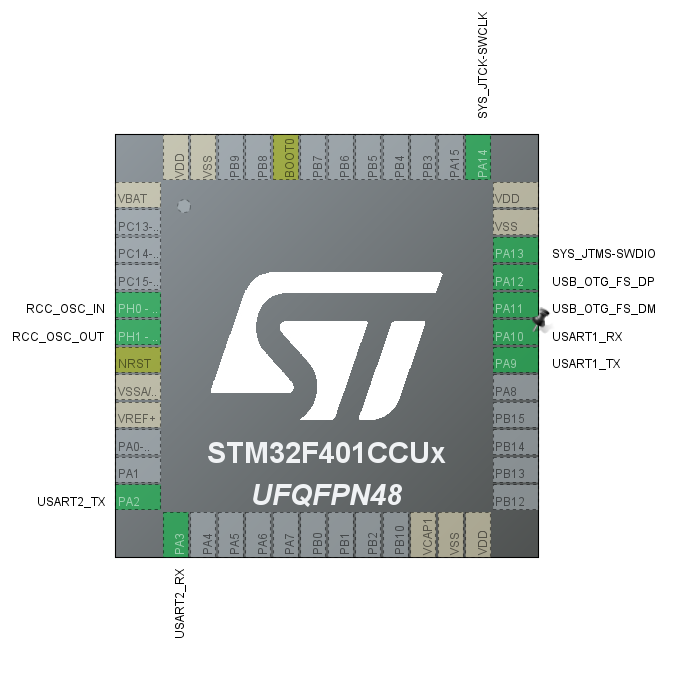 SYS_JTCK-SWCLK
VDD
VSS
PB9
PB8
BOOT0
PB7
PB6
PB5
PB4
PB3
PA15
PA14
VBAT
PC13-..
PC14-..
PC15-..
RCC_OSC_IN PH0 -..
RCC_OSC_OUT PH1 -..
NRST
VSSA/..
VREF+
PA0-..
PA1
USART2_TX PA2
VDD
VSS
PA13 SYS_JTMS-SWDIO
PA12 USB_OTG_FS_DP
PA11 USB_OTG_FS_DM
PA10 USART1_RX
PA9 USART1_TX
PA8
PB15
PB14
PB13
PB12
STM32F401CCUx
UFQFPN48
PA3
PA4
PA5
PA6
PA7
PB0
PB1
PB2
PB10
VCAP1
VSS
VDD
USART2_RX